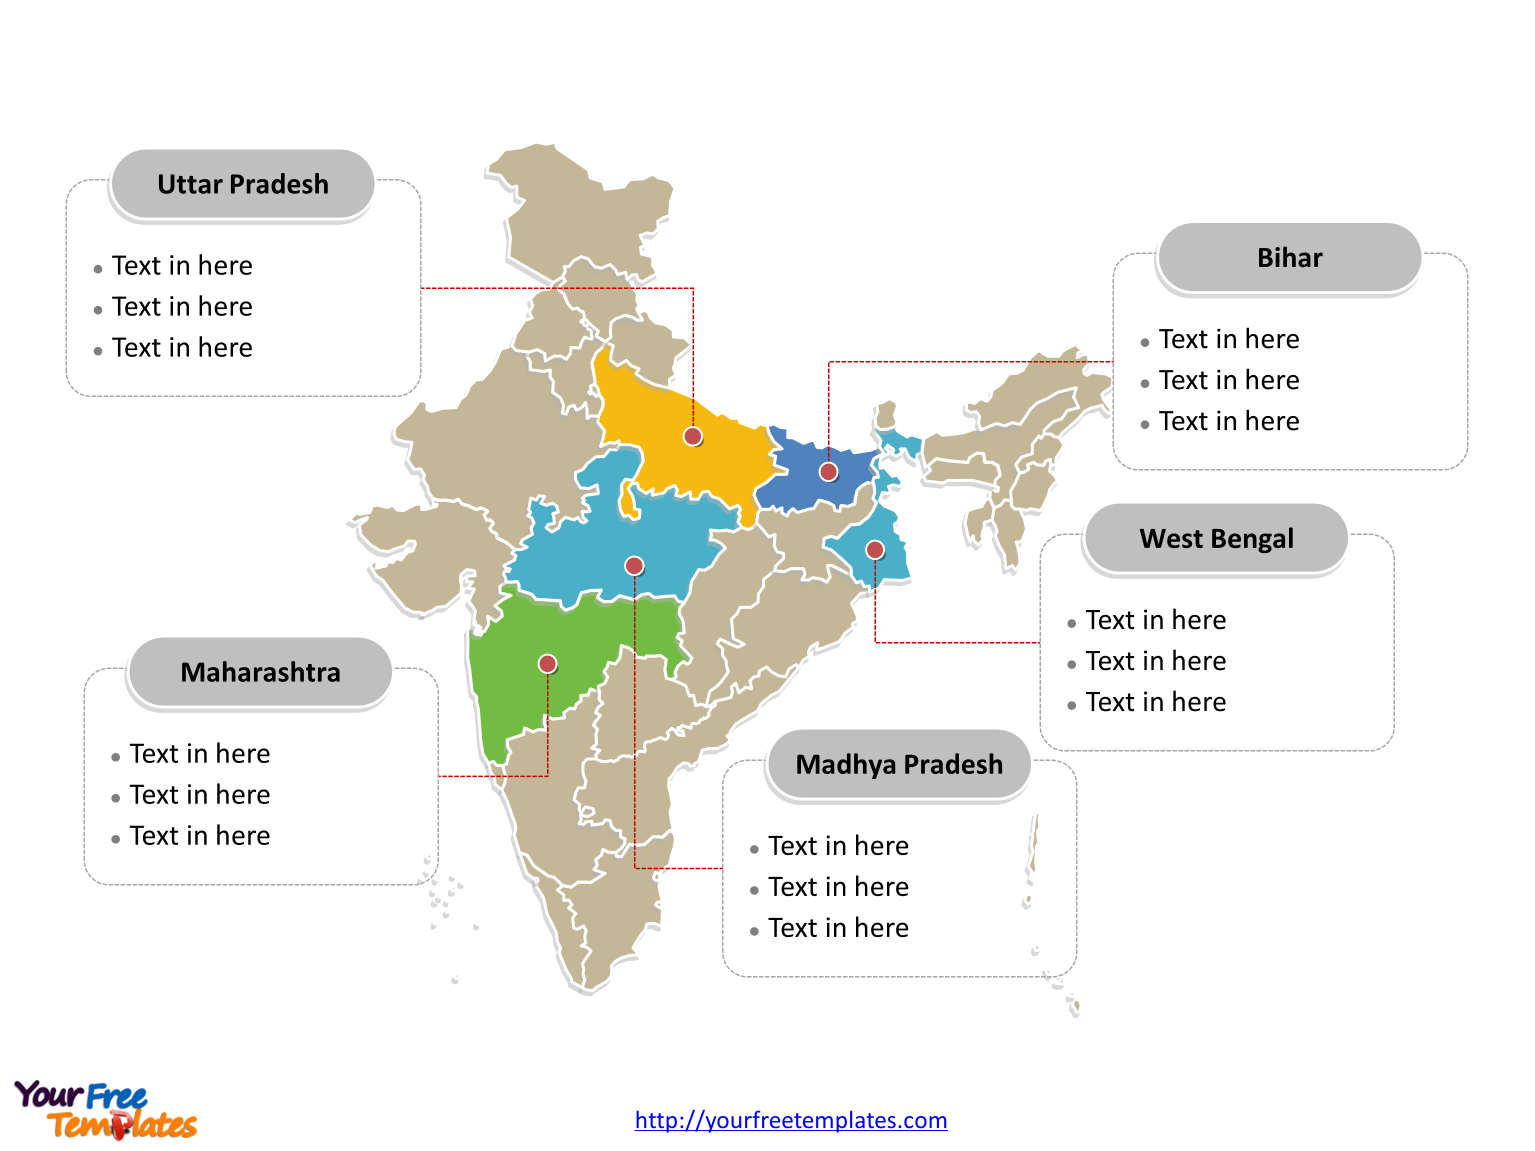 Uttar Pradesh
• Text in here
• Text in here
• Text in here
Bihar
• Text in here
• Text in here
• Text in here
West Bengal
• Text in here
• Text in here
• Text in here
Maharashtra
• Text in here
• Text in here
• Text in here
Madhya Pradesh
• Text in here
• Text in here
• Text in here
Your Free
Templates
http://yourfreetemplates.com